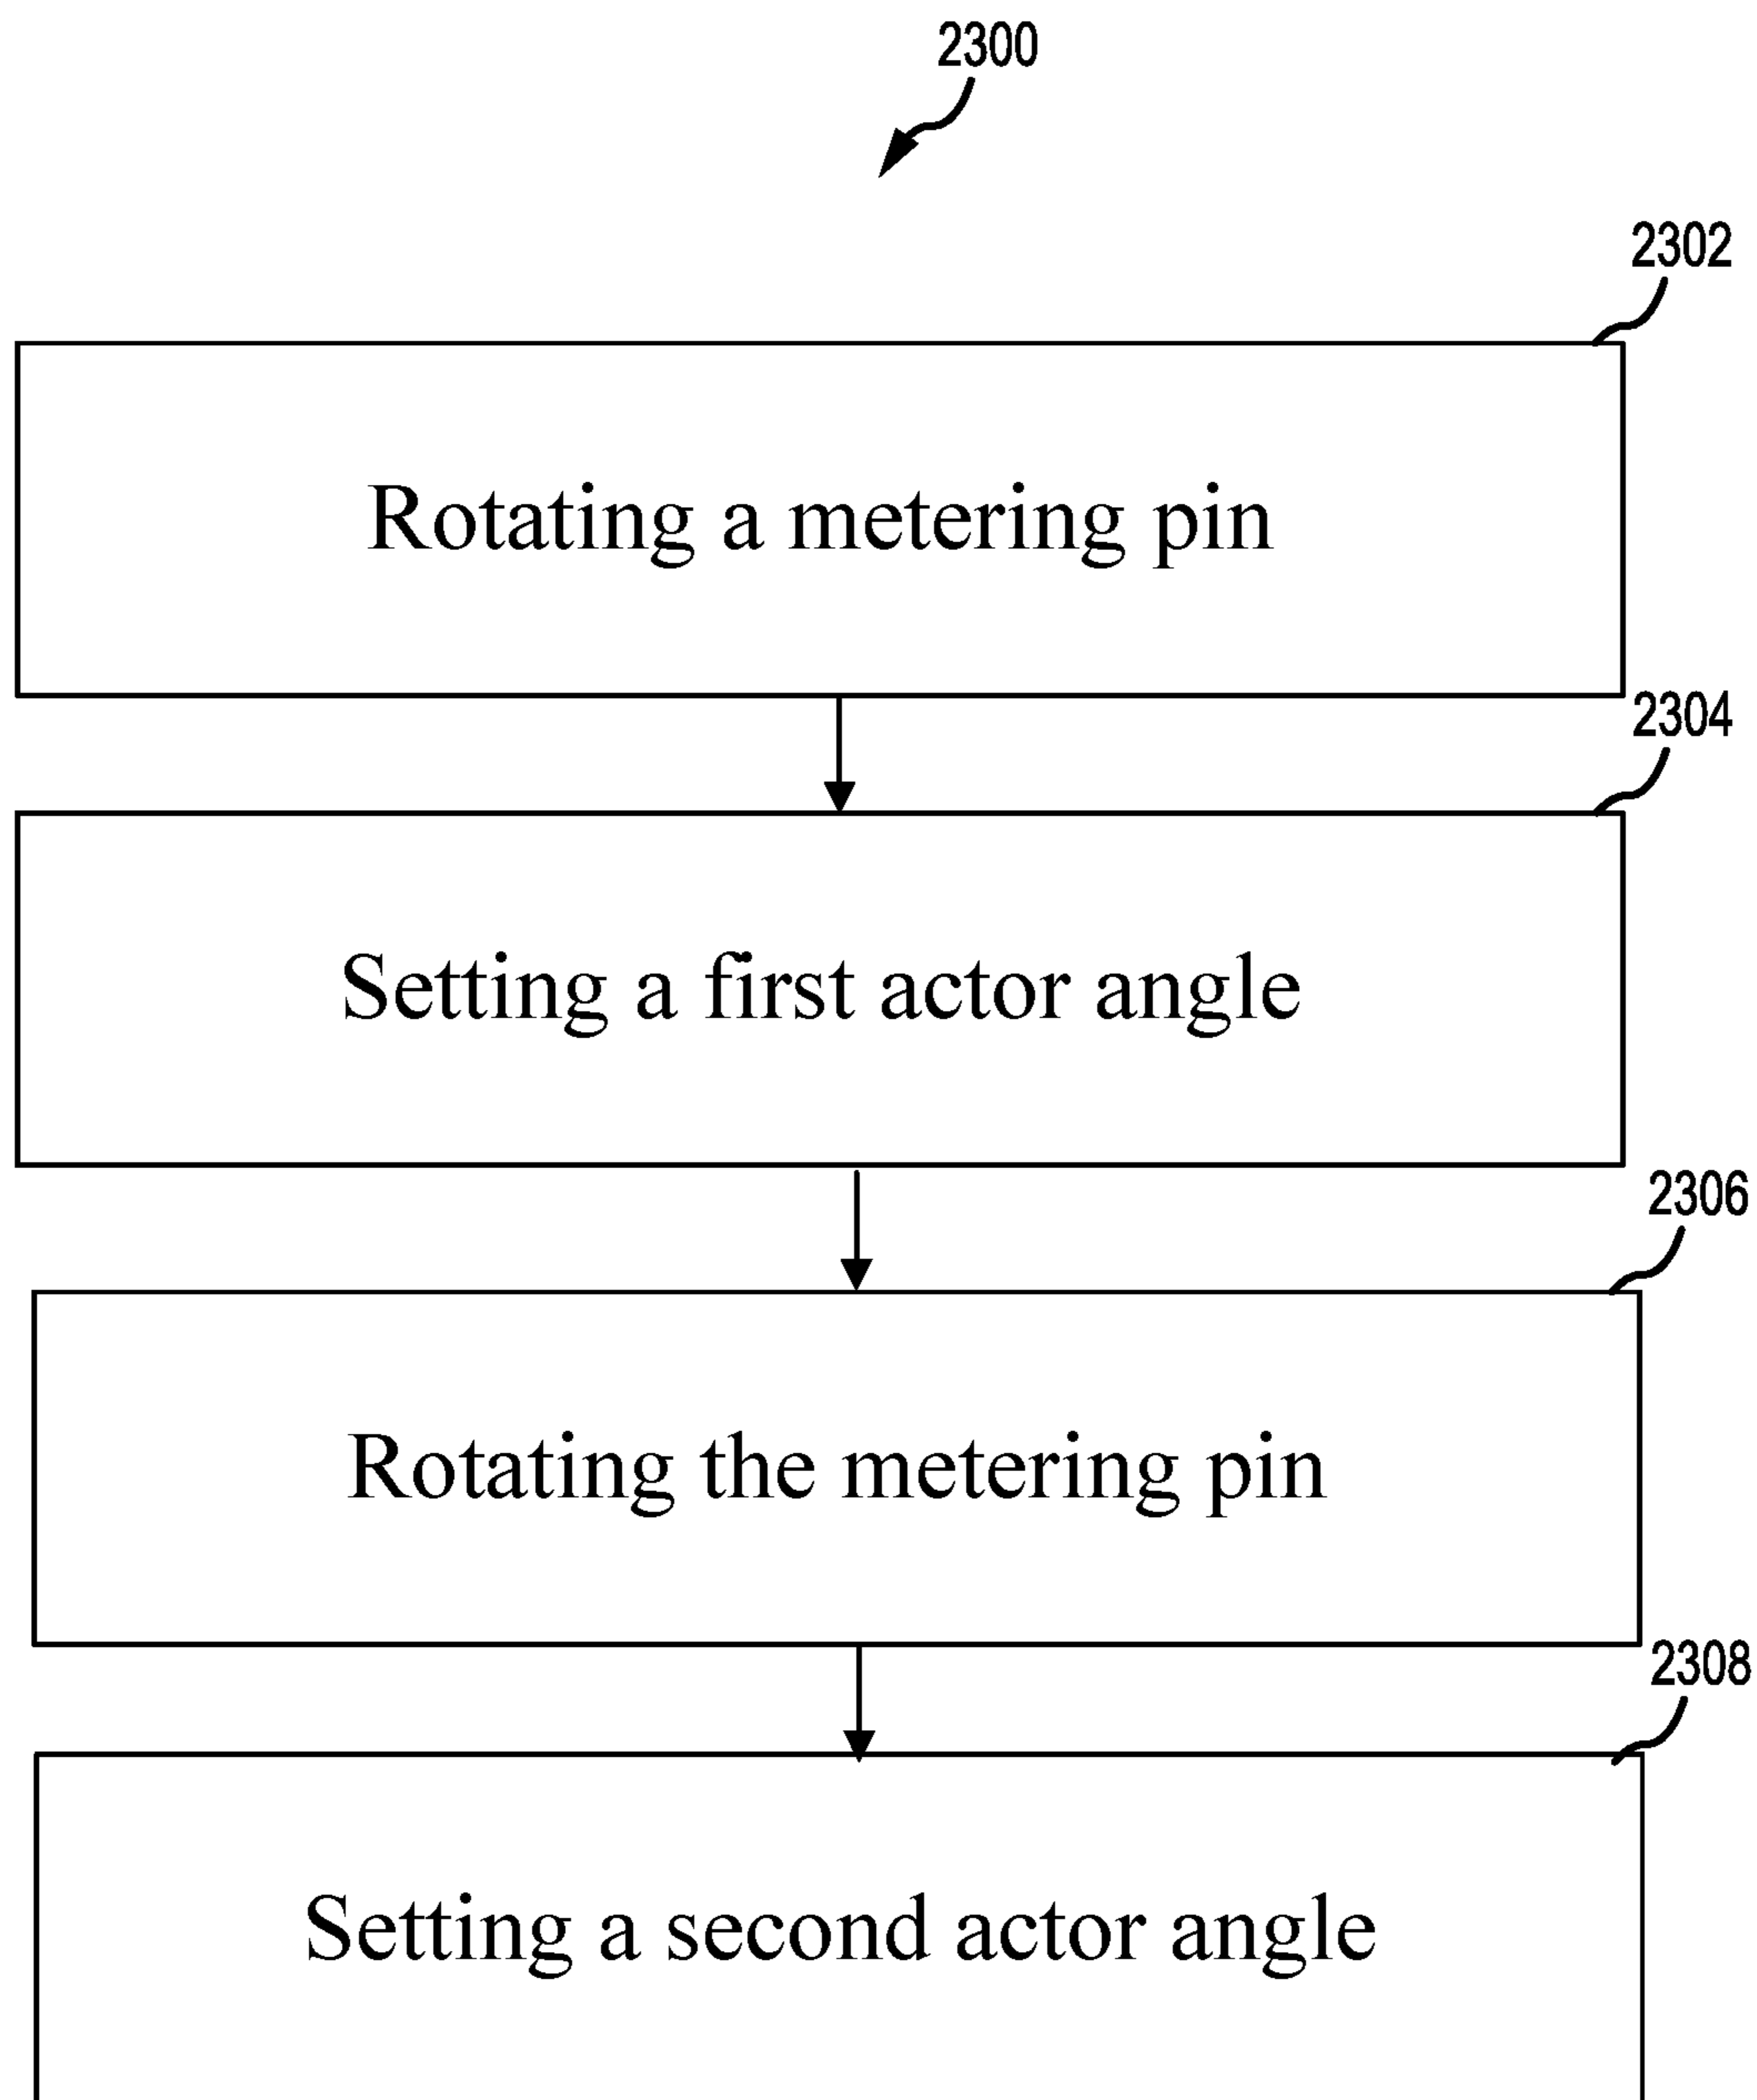 2300
2302
Rotating a metering pin
2304
Setting a first actor angle
2306
Rotating the metering pin
2308
Setting a second actor angle